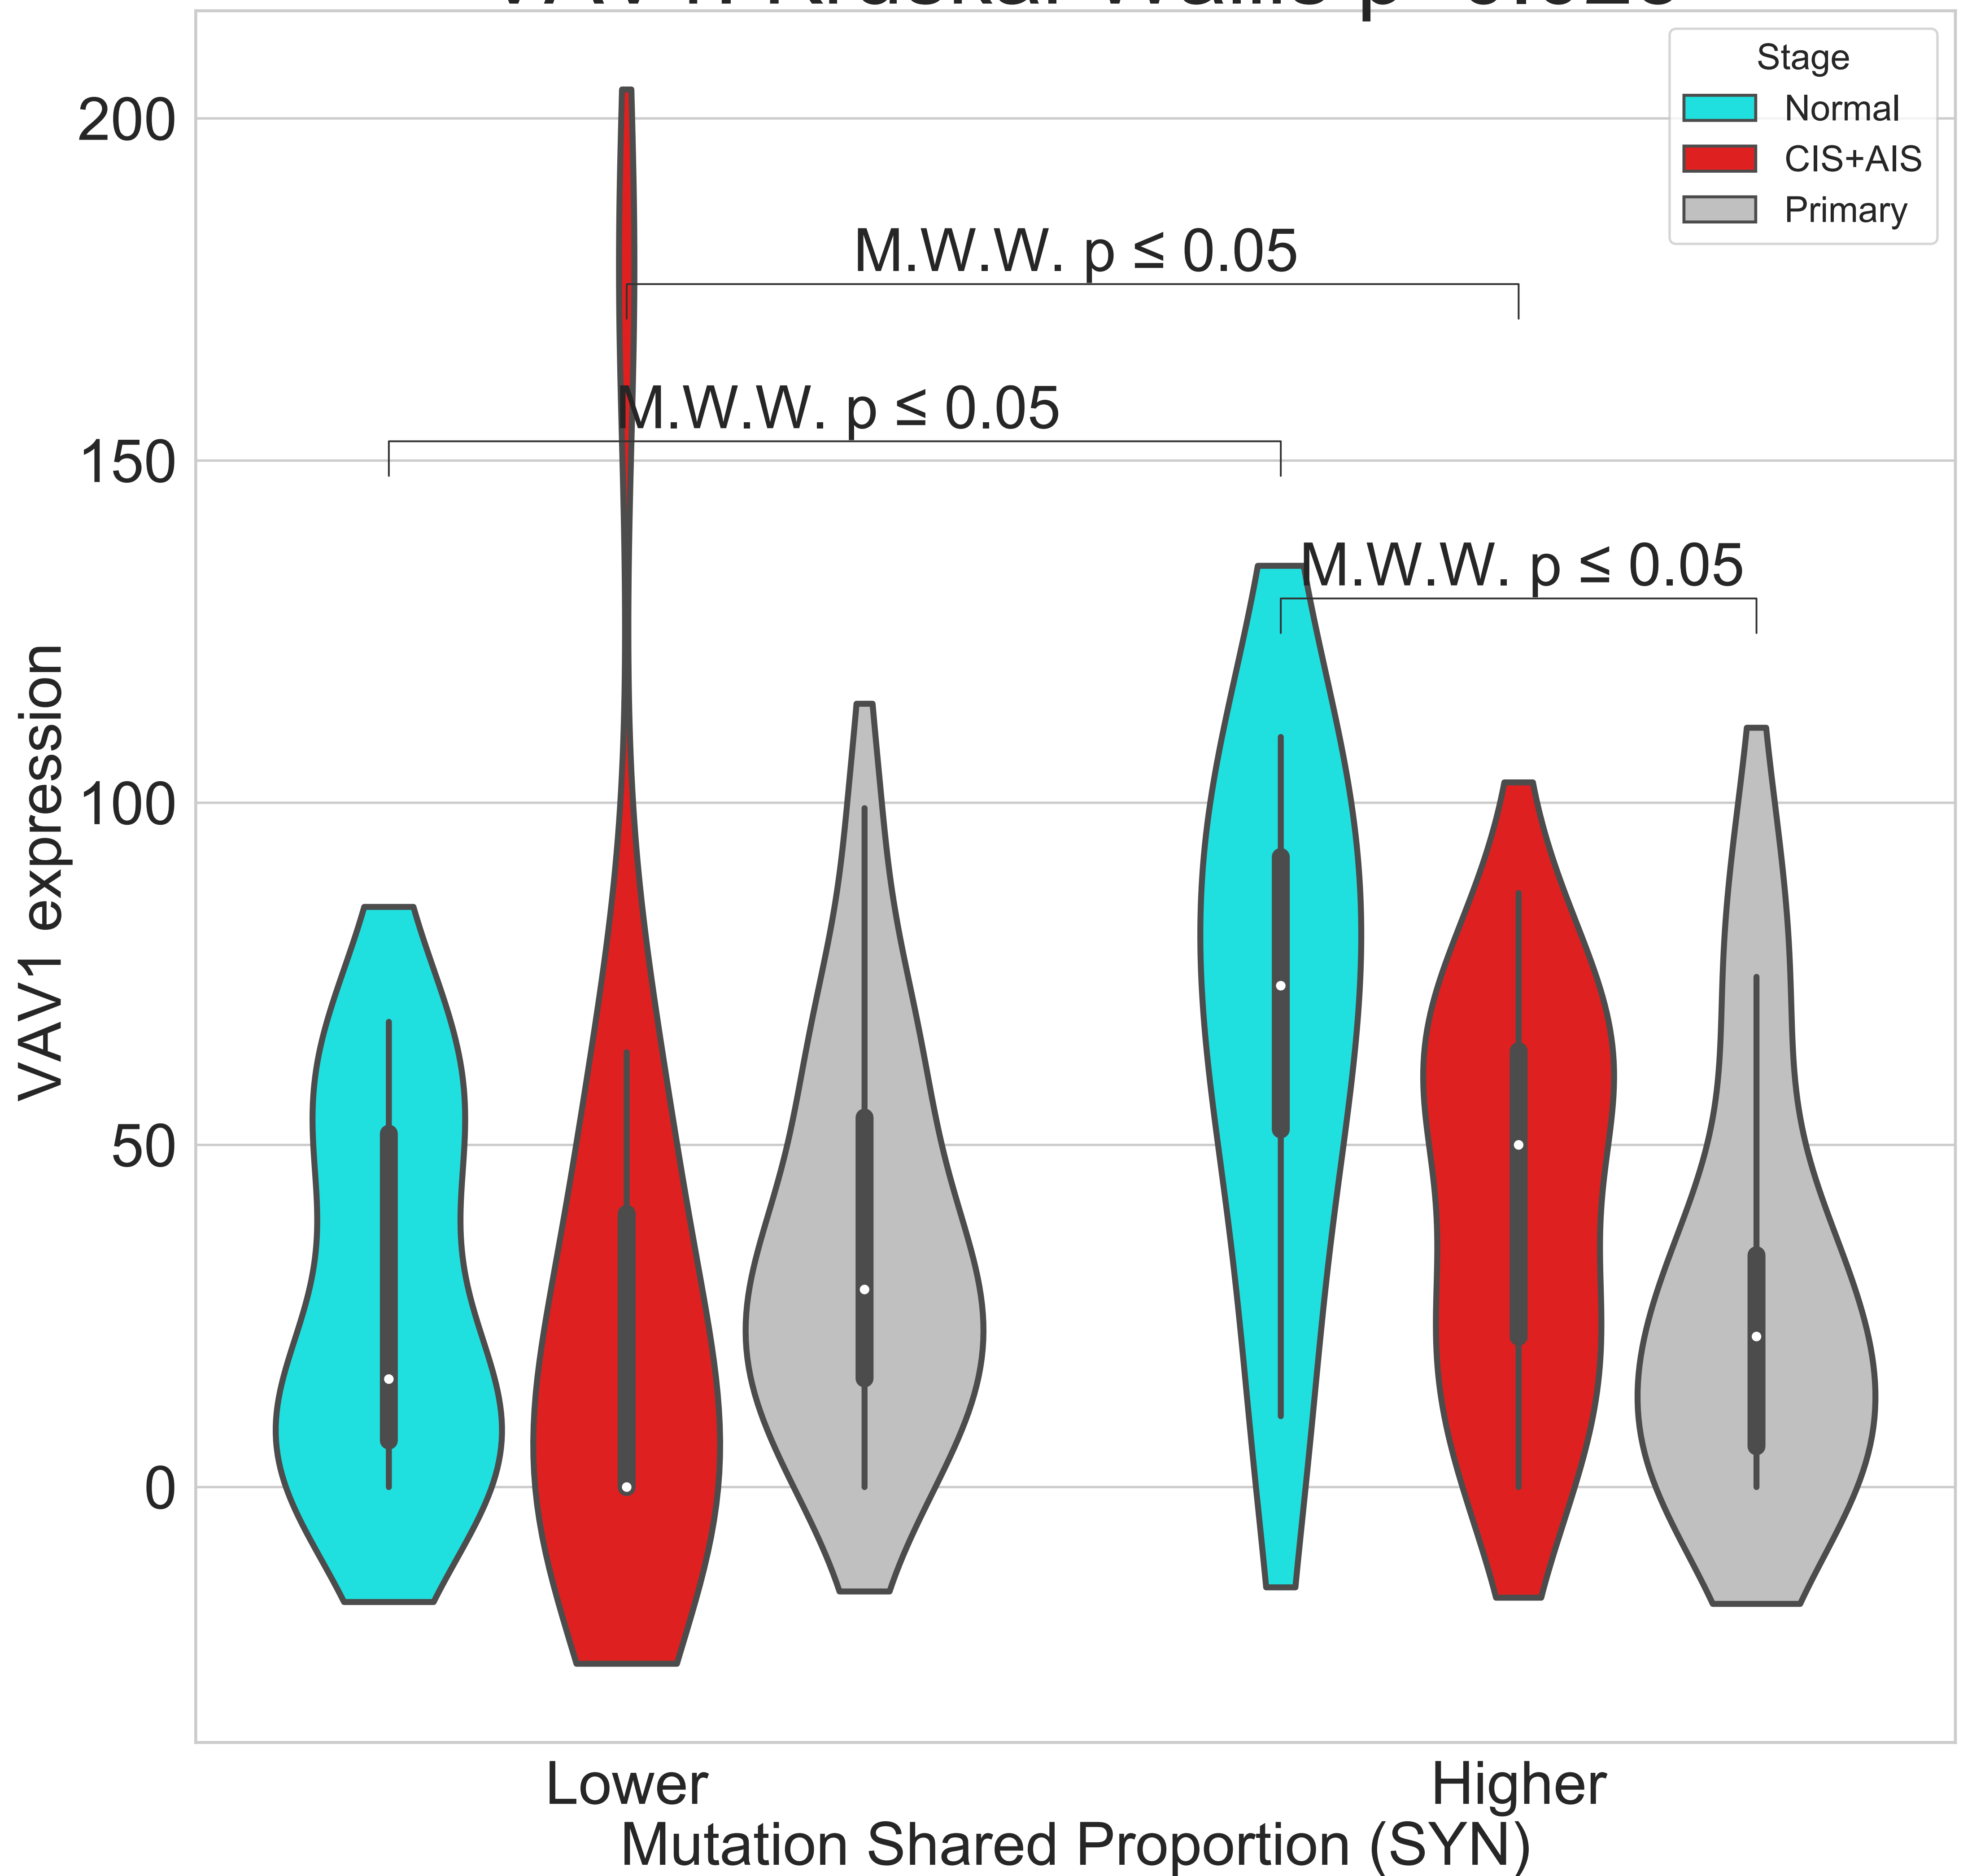 Stage
Normal
CIS+AIS
Primary
200
150
100
50
0
M.W.W. p ≤ 0.05
M.W.W. p ≤ 0.05
M.W.W. p ≤ 0.05
VAV1 expression
Lower
Higher
Mutation Shared Proportion (SYN)